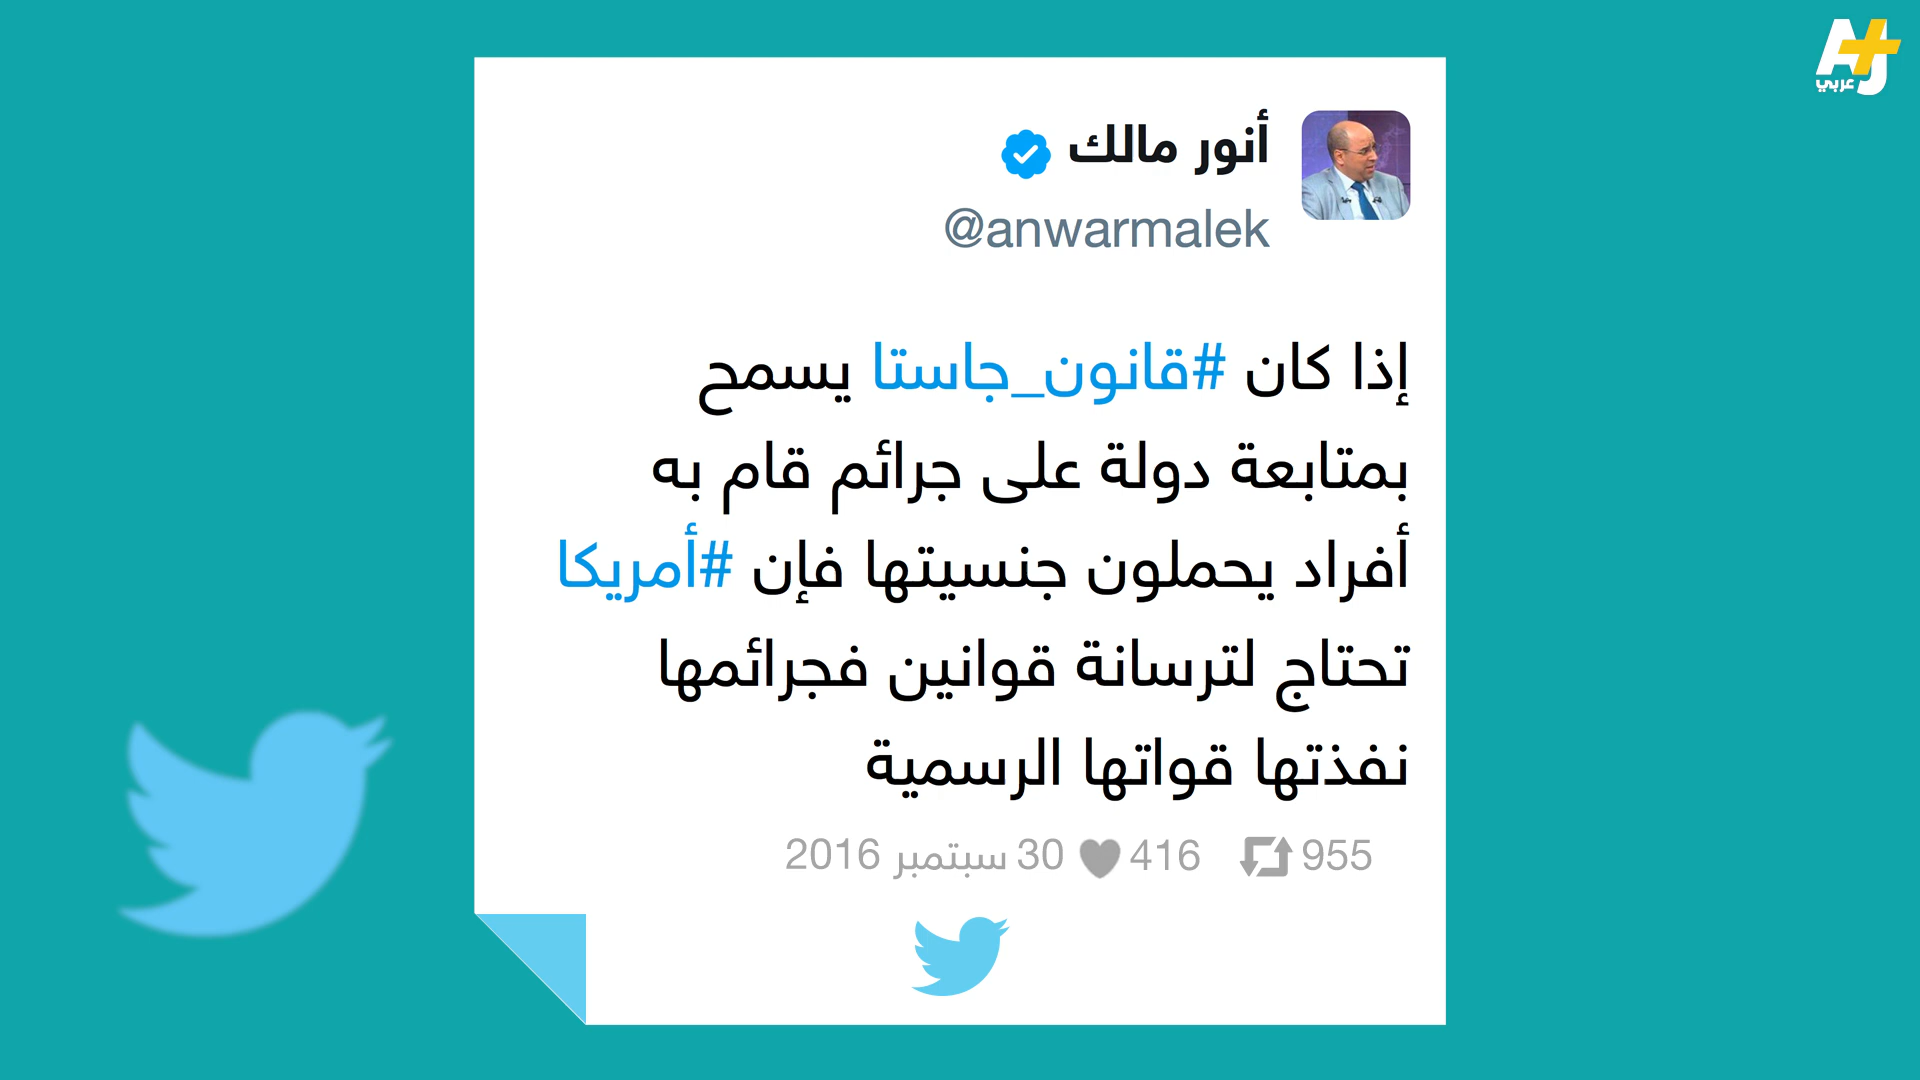 AJ+
عربي
أنور مالك
@anwarmalek
إذا كان #قانون_جاستا يسمح
بمتابعة دولة على جرائم قام به
أفراد يحملون جنسيتها فإن #أمريكا
تحتاج لترسانة قوانين فجرائمها
نفذتها قواتها الرسمية
955 416 30 سبتمبر 2016